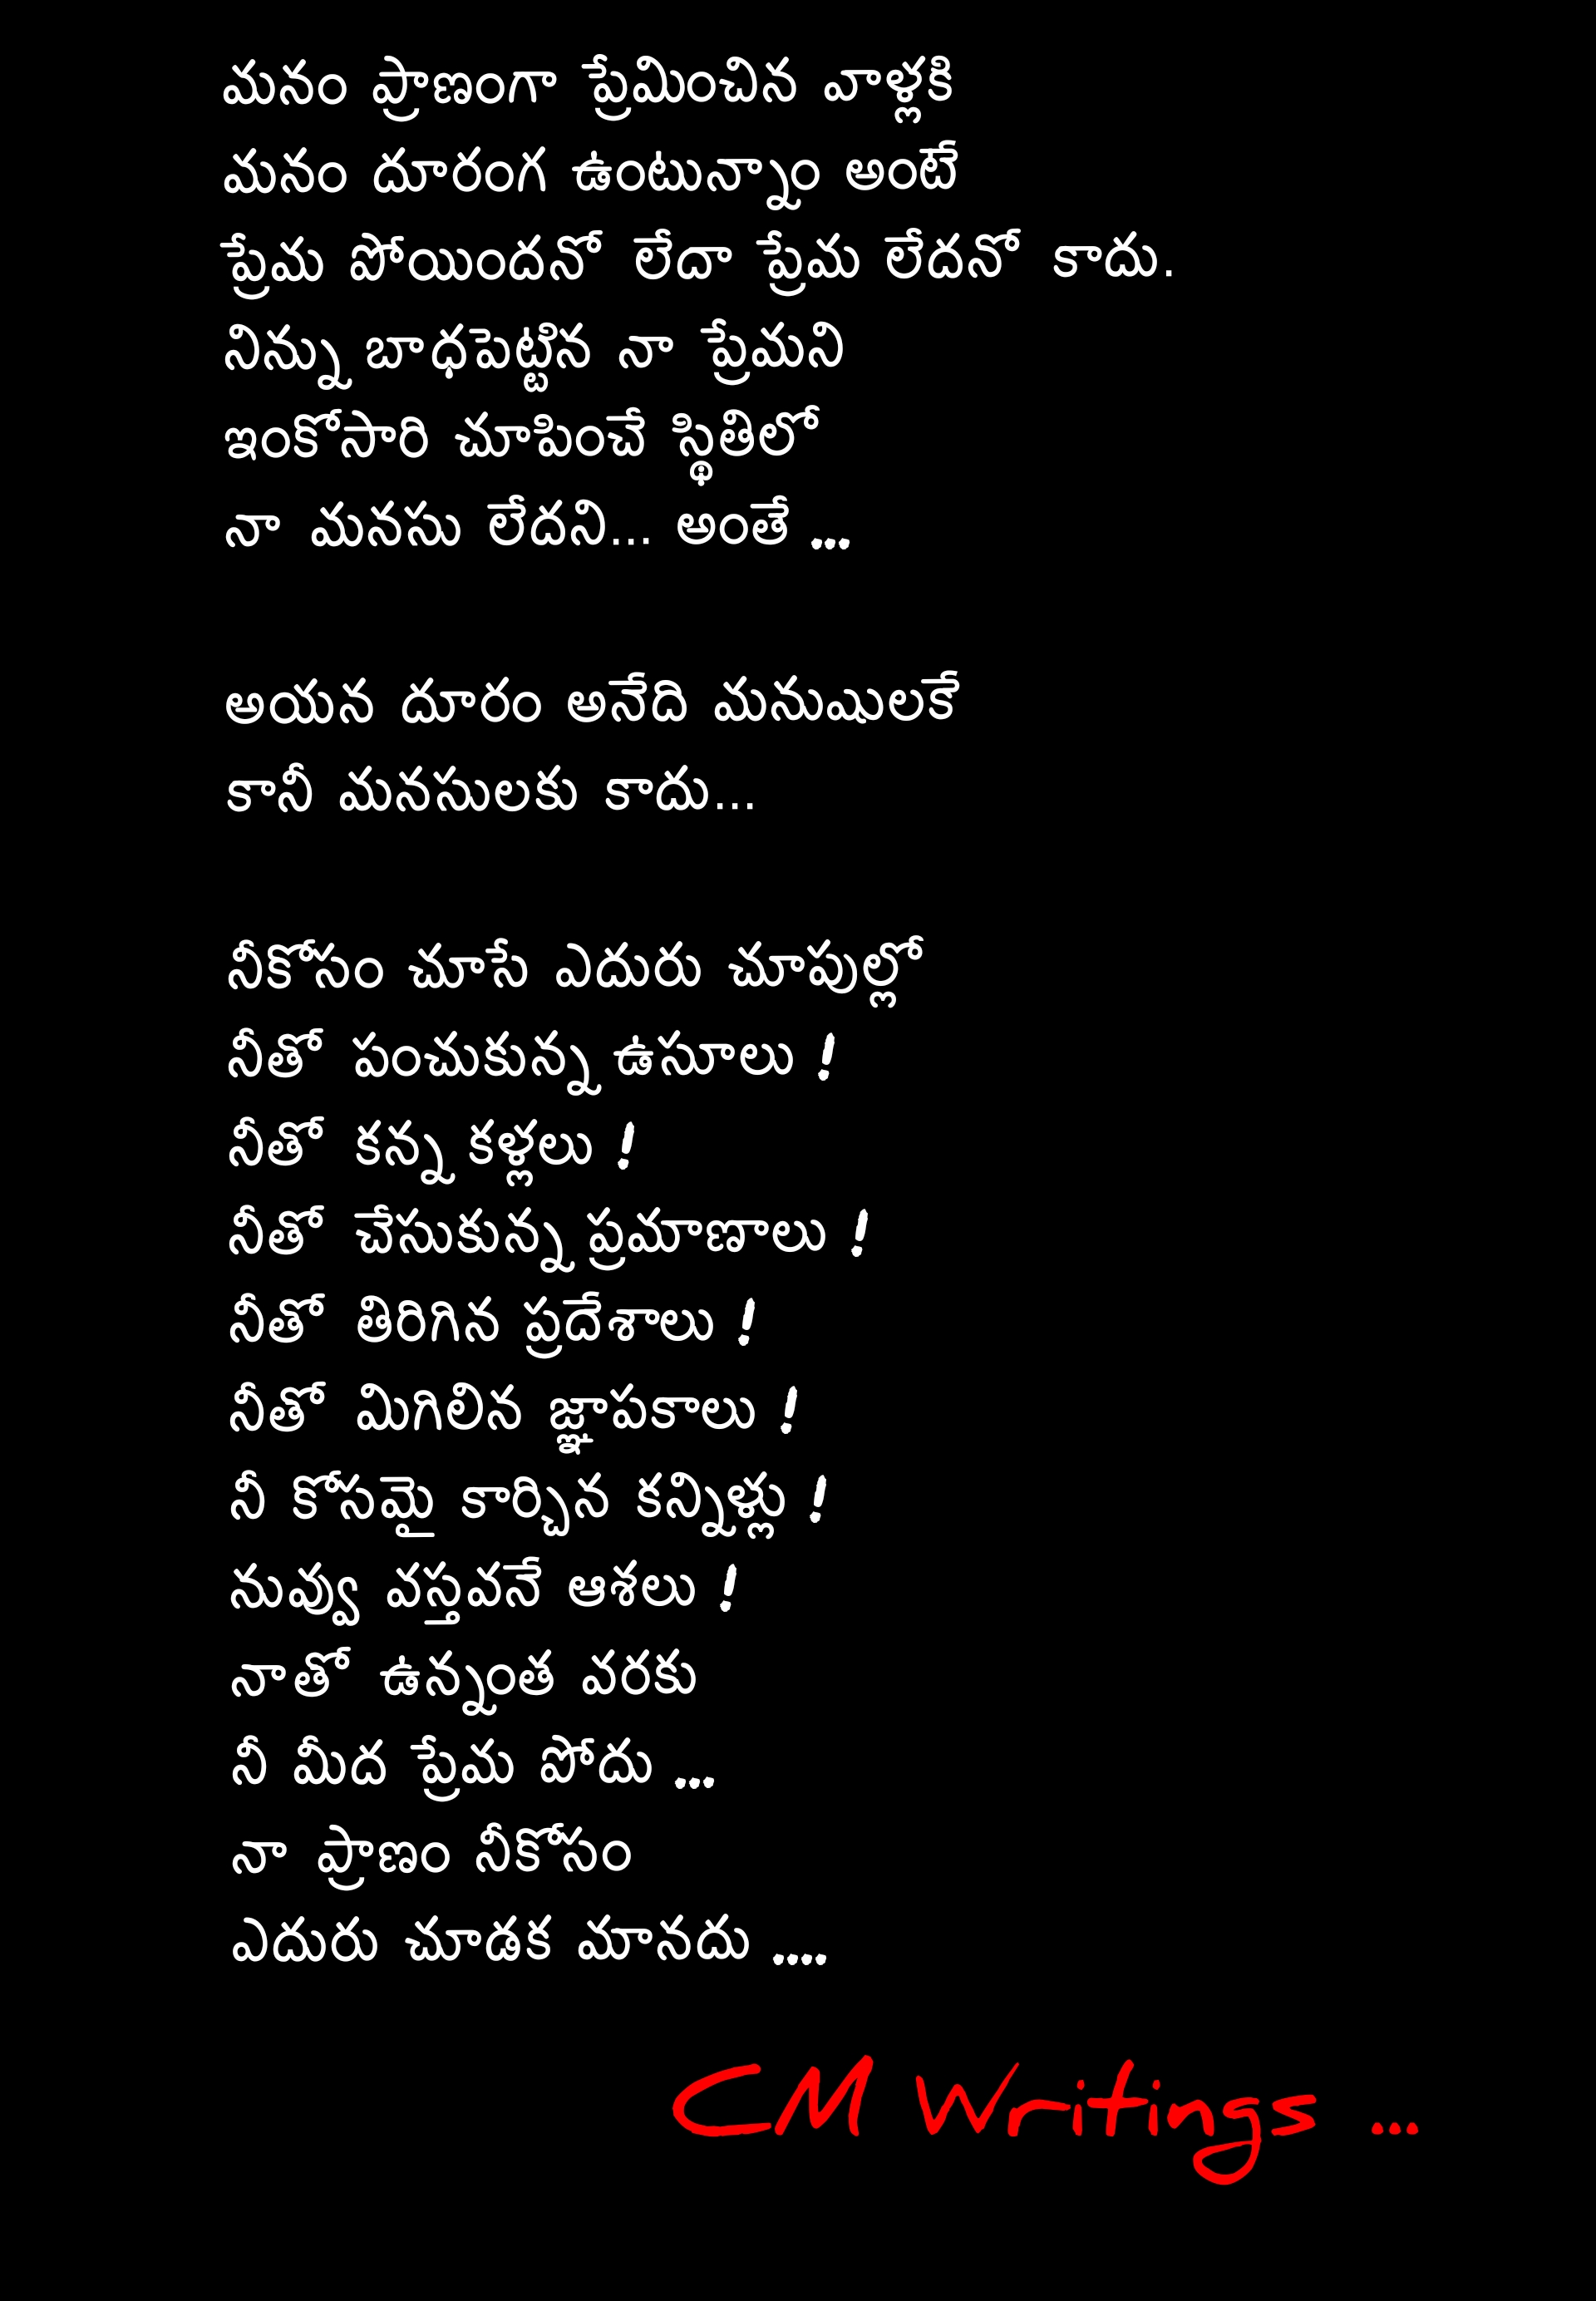 మనం ప్రాణంగా ప్రేమించిన వాళ్లకి
మనం దూరంగ ఉంటున్నాం అంటే
ప్రేమ పోయిందనో లేదా ప్రేమ లేదనో కాదు.
నిన్ను బాధపెట్టిన నా ప్రేమని
ఇంకోసారి చూపించే స్థితిలో
నా మనసు లేదని... అంతే ...
అయన దూరం అనేది మనుషులకే
కానీ మనసులకు కాదు...
నీకోసం చూసే ఎదురు చూపుల్లో
నీతో పంచుకున్న ఉసూలు !
నీతో కన్న కళ్లలు !
నీతో చేసుకున్న ప్రమాణాలు !
నీతో తిరిగిన ప్రదేశాలు !
నీతో మిగిలిన జ్ఞాపకాలు !
నీ కోసమై కార్చిన కన్నిళ్లు !
నువ్వు వస్తవనే ఆశలు !
నాతో ఉన్నంత వరకు
నీ మీద ప్రేమ పోదు ...
నా ప్రాణం నీకోసం
ఎదురు చూడక మానదు ....
CM Writings ...